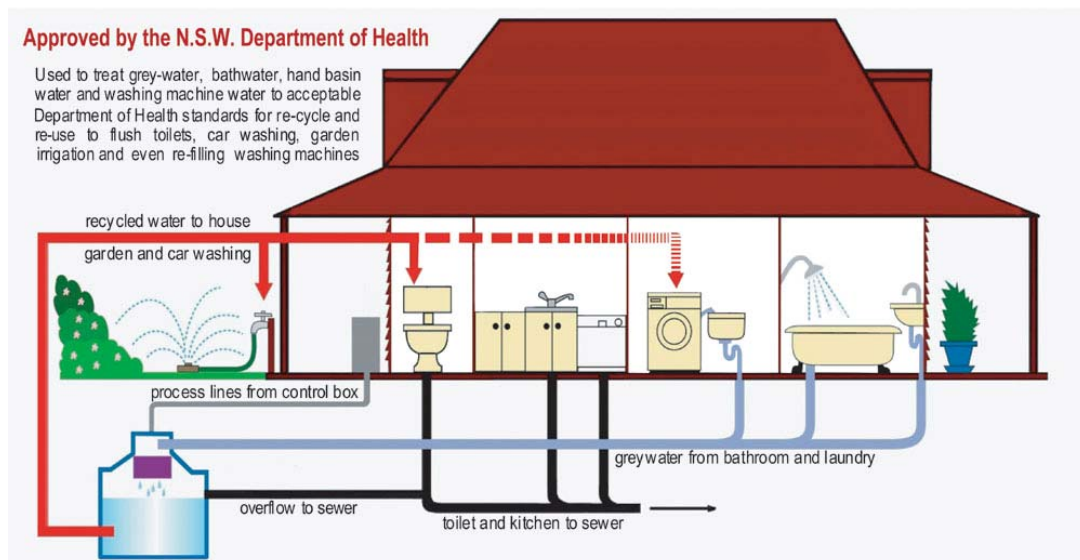 Approved by the N.S.W. Department of Health
Used to treat grey-water, bathwater, hand basin
water and washing machine water to acceptable
Department of Health standards for re-cycle and
re-use to flush toilets, car washing, garden
irrigation and even re-filling washing machines
recycled water to house
garden and car washing
process lines from control box
greywater from bathroom and laundry
overflow to sewer
toilet and kitchen to sewer